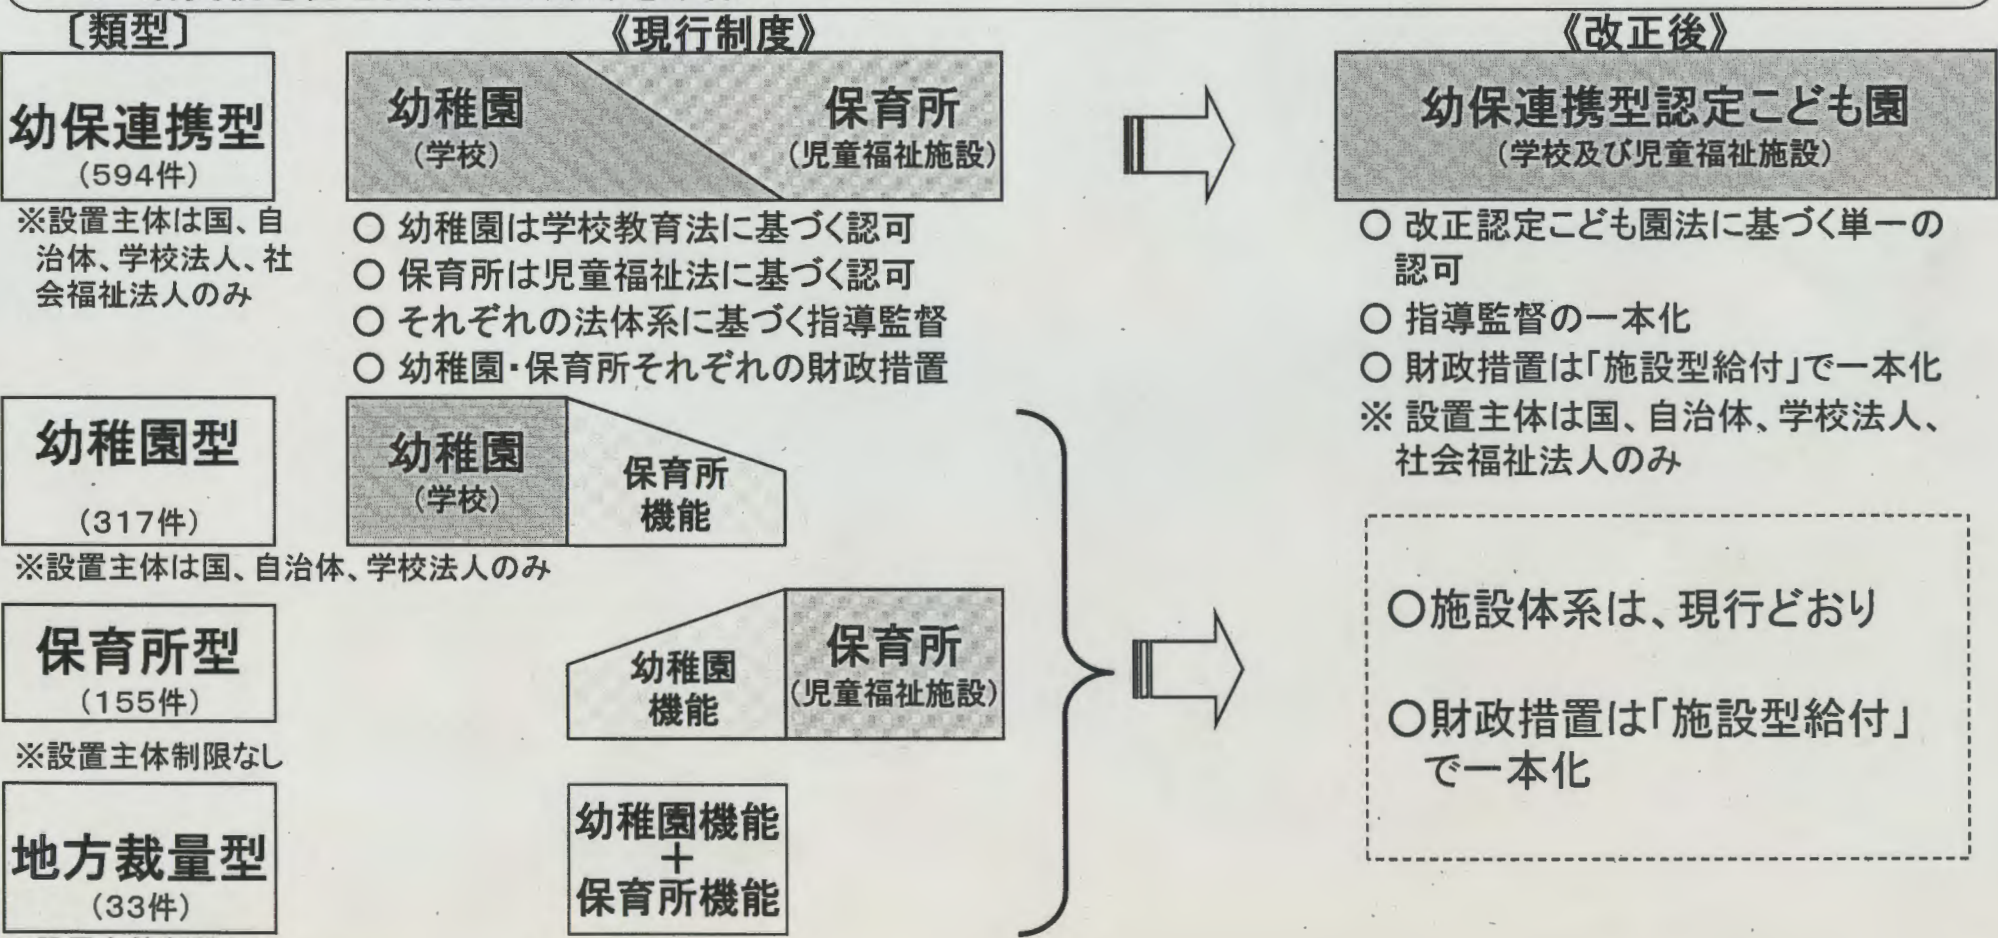 〔類型〕
《現行制度》
《改正後》
幼保連携型
(594件)
※設置主体は国、自
治体、学校法人、社
会福祉法人のみ
幼稚園
(学校)
保育所
(児童福祉施設)
○ 幼稚園は学校教育法に基づく認可
○ 保育所は児童福祉法に基づく認可
○ それぞれの法体系に基づく指導監督
○ 幼稚園・保育所それぞれの財政措置
幼保連携型認定こども園
(学校及び児童福祉施設)
○ 改正認定こども園法に基づく単一の
認可
○ 指導監督の一本化
○ 財政措置は「施設型給付」で一本化
※ 設置主体は国、自治体、学校法人、
社会福祉法人のみ
幼稚園型
(317件)
※設置主体は国、自治体、学校法人のみ
幼稚園
(学校)
保育所
機能
保育所型
(155件)
※設置主体制限なし
幼稚園
機能
保育所
(児童福祉施設)
地方裁量型
(33件)
幼稚園機能
+
保育所機能
○施設体系は、現行どおり
○財政措置は「施設型給付」
で一本化